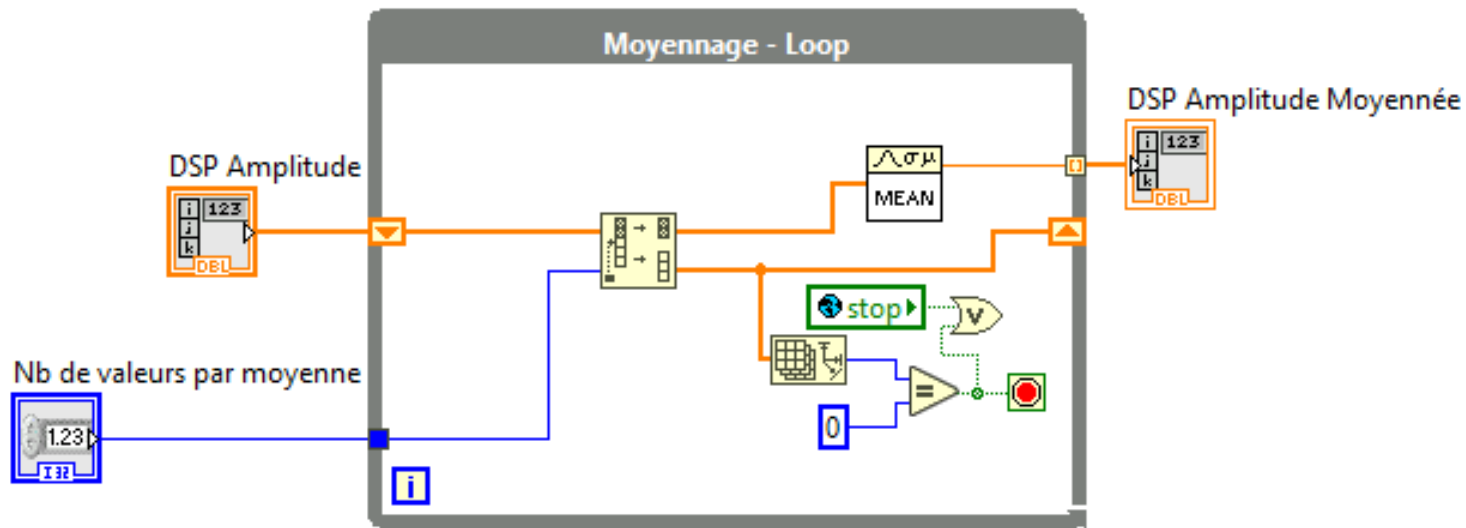 Moyennage - Loop
DSP Amplitude Moyennée
i 123
j
k
DBL
DSP Amplitude
i 123
j
k
DBL
σμ
MEAN
stop
V
Nb de valeurs par moyenne
1.23
I32
=
0
i